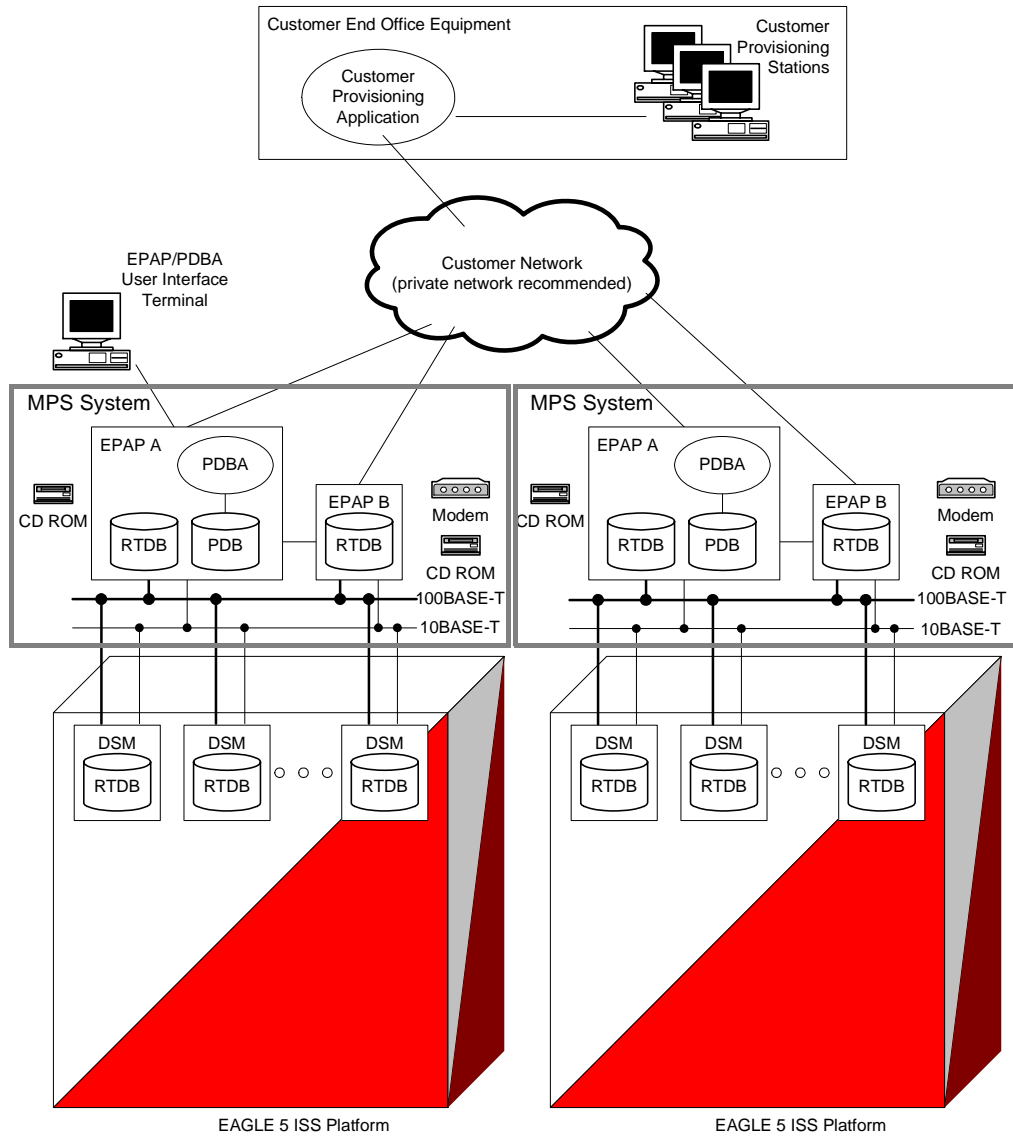 Customer End Office Equipment
Customer
Provisioning
Stations
Customer
Provisioning
Application
Customer Network
(private network recommended)
EPAP/PDBA
User Interface
Terminal
MPS System
EPAP A
PDBA
CD ROM
RTDB
PDB
EPAP B
RTDB
Modem
CD ROM
100BASE-T
10BASE-T
MPS System
EPAP A
PDBA
CD ROM
RTDB
PDB
EPAP B
RTDB
Modem
CD ROM
100BASE-T
10BASE-T
DSM
RTDB
DSM
RTDB
DSM
RTDB
DSM
RTDB
DSM
RTDB
DSM
RTDB
EAGLE 5 ISS Platform
EAGLE 5 ISS Platform